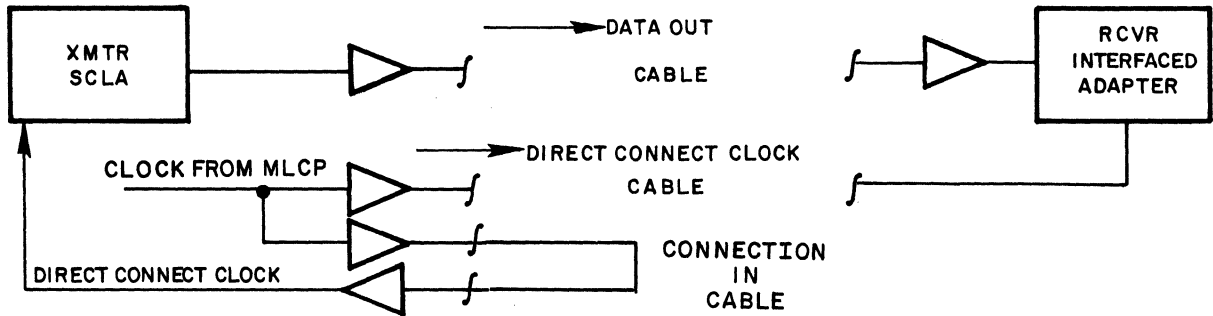 XMTR
SCLA
DATA OUT
CABLE
RCVR
INTERFACED
ADAPTER
CLOCK FROM MLCP
DIRECT CONNECT CLOCK
CABLE
DIRECT CONNECT CLOCK
CONNECTION
IN
CABLE